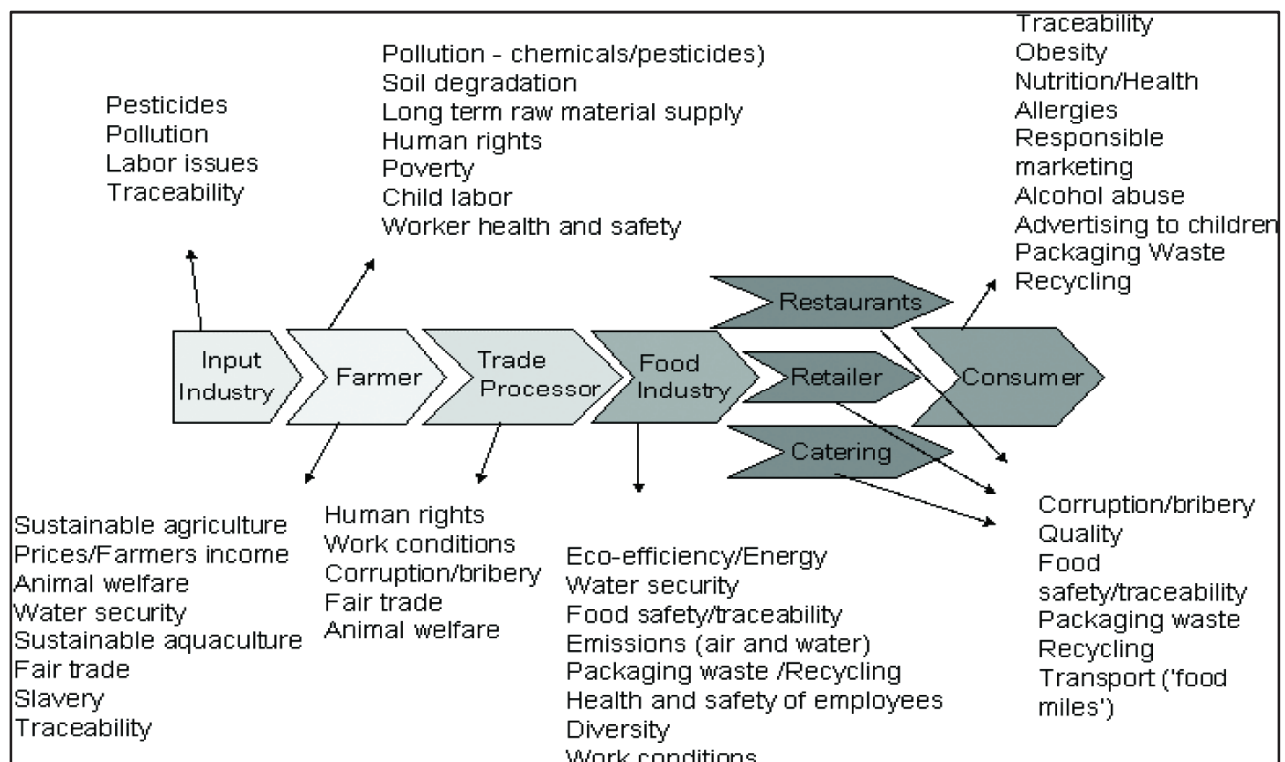 Pesticides
Pollution
Labor issues
Traceability
Pollution - chemicals/pesticides)
Soil degradation
Long term raw material supply
Human rights
Poverty
Child labor
Worker health and safety
Traceability
Obesity
Nutrition/Health
Allergies
Responsible
marketing
Alcohol abuse
Advertising to children
Packaging Waste
Recycling
Input
Industry
Farmer
Trade
Processor
Food
Industry
Restaurants
Retailer
Catering
Consumer
Sustainable agriculture
Prices/Farmers income
Animal welfare
Water security
Sustainable aquaculture
Fair trade
Slavery
Traceability
Human rights
Work conditions
Corruption/bribery
Fair trade
Animal welfare
Eco-efficiency/Energy
Water security
Food safety/traceability
Emissions (air and water)
Packaging waste /Recycling
Health and safety of employees
Diversity
Work conditions
Corruption/bribery
Quality
Food
safety/traceability
Packaging waste
Recycling
Transport ('food
miles')